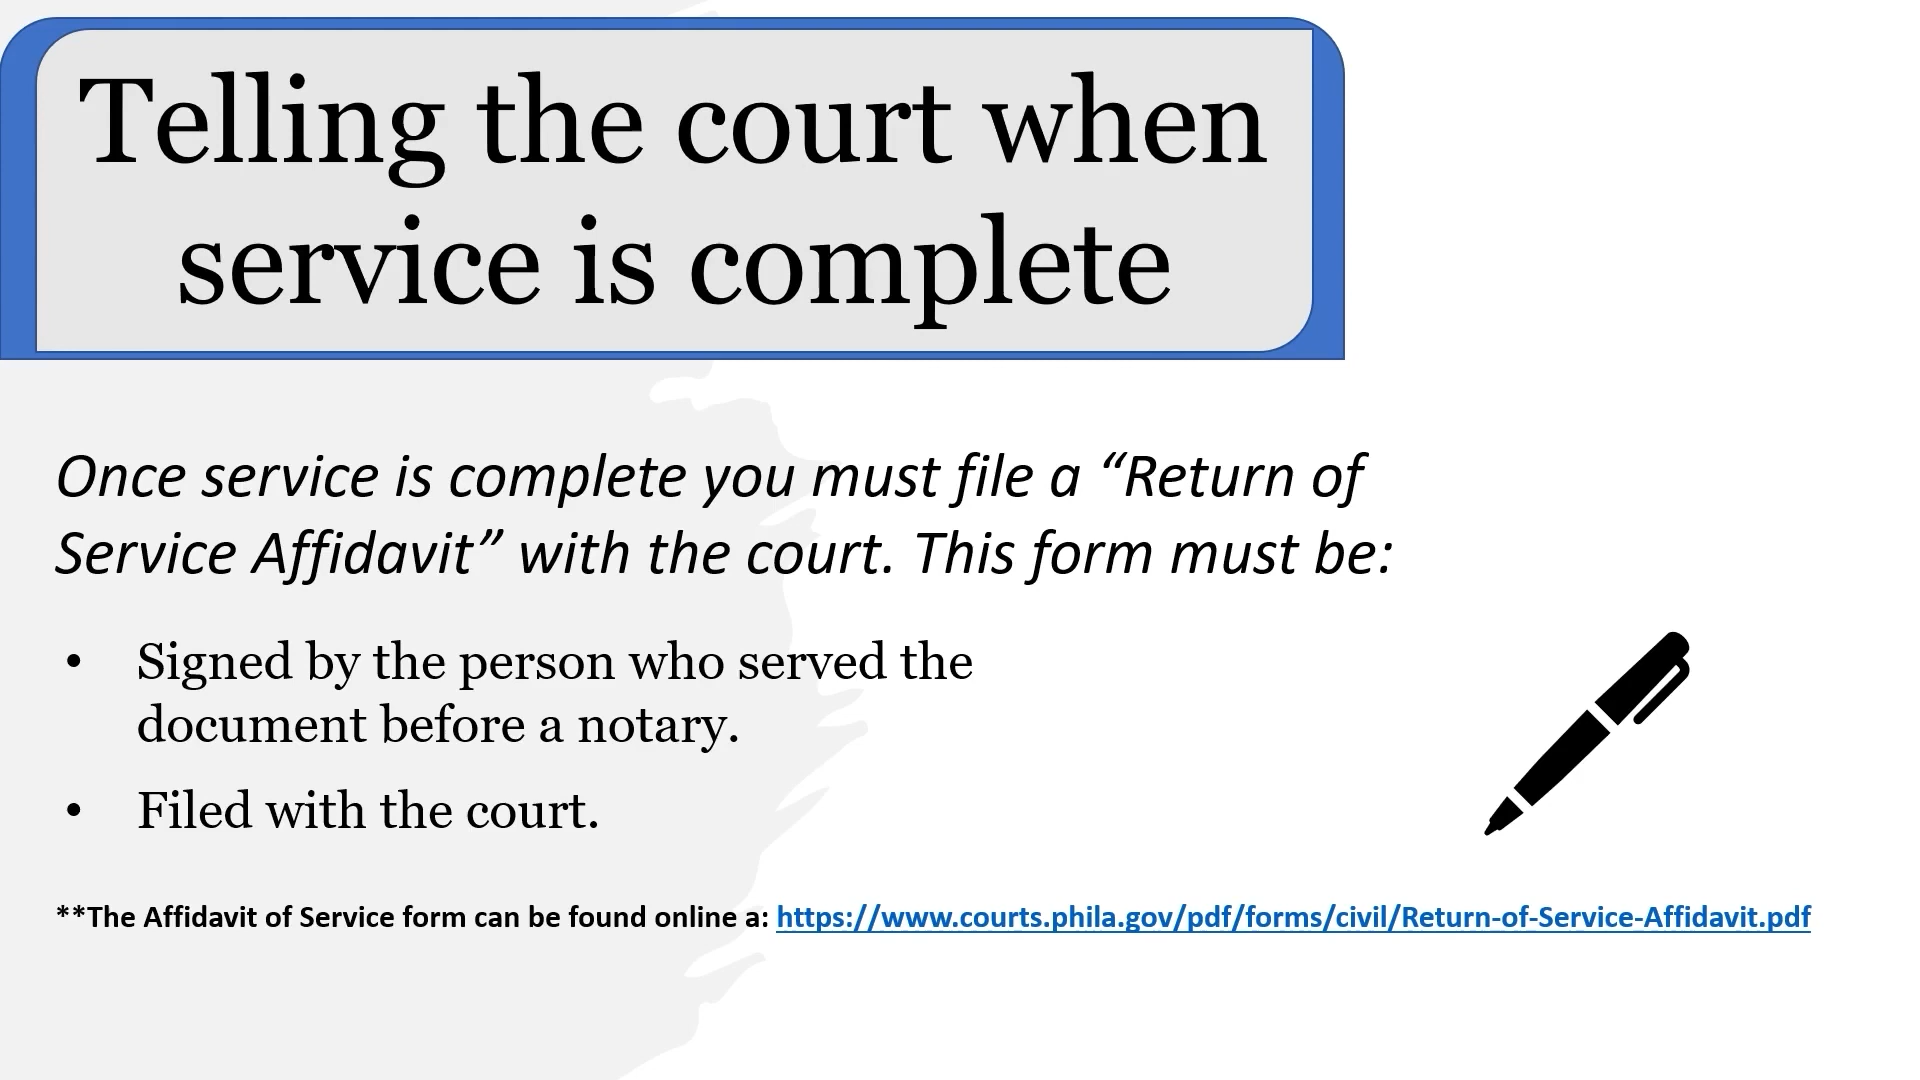 Telling the court when
service is complete
Once service is complete you must file a “Return of
Service Affidavit” with the court. This form must be:
• Signed by the person who served the
document before a notary.
• Filed with the court.
**The Affidavit of Service form can be found online a: https://www.courts.phila.gov/pdf/forms/civil/Return-of-Service-Affidavit.pdf